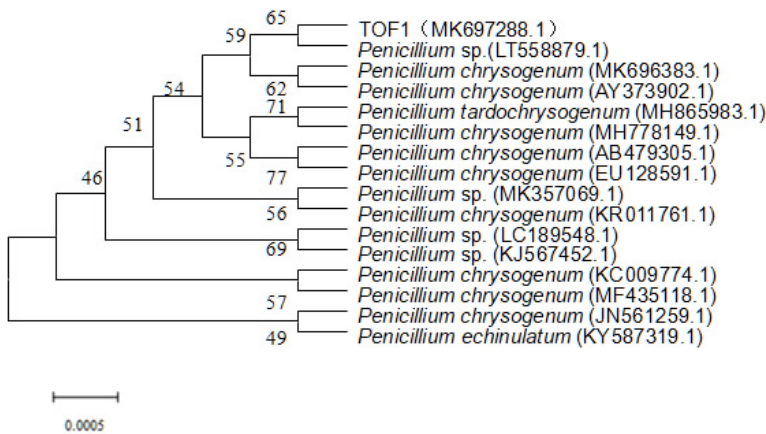 65
TOF1（MK697288.1）
59
Penicillium sp.(LT558879.1)
Penicillium chrysogenum (MK696383.1)
54
62
Penicillium chrysogenum (AY373902.1)
71
Penicillium tardochrysogenum (MH865983.1)
51
Penicillium chrysogenum (MH778149.1)
55
Penicillium chrysogenum (AB479305.1)
46
77
Penicillium chrysogenum (EU128591.1)
Penicillium sp. (MK357069.1)
56
Penicillium chrysogenum (KR011761.1)
Penicillium sp. (LC189548.1)
69
Penicillium sp. (KJ567452.1)
Penicillium chrysogenum (KC009774.1)
57
Penicillium chrysogenum (MF435118.1)
Penicillium chrysogenum (JN561259.1)
49
Penicillium echinulatum (KY587319.1)
0.0005